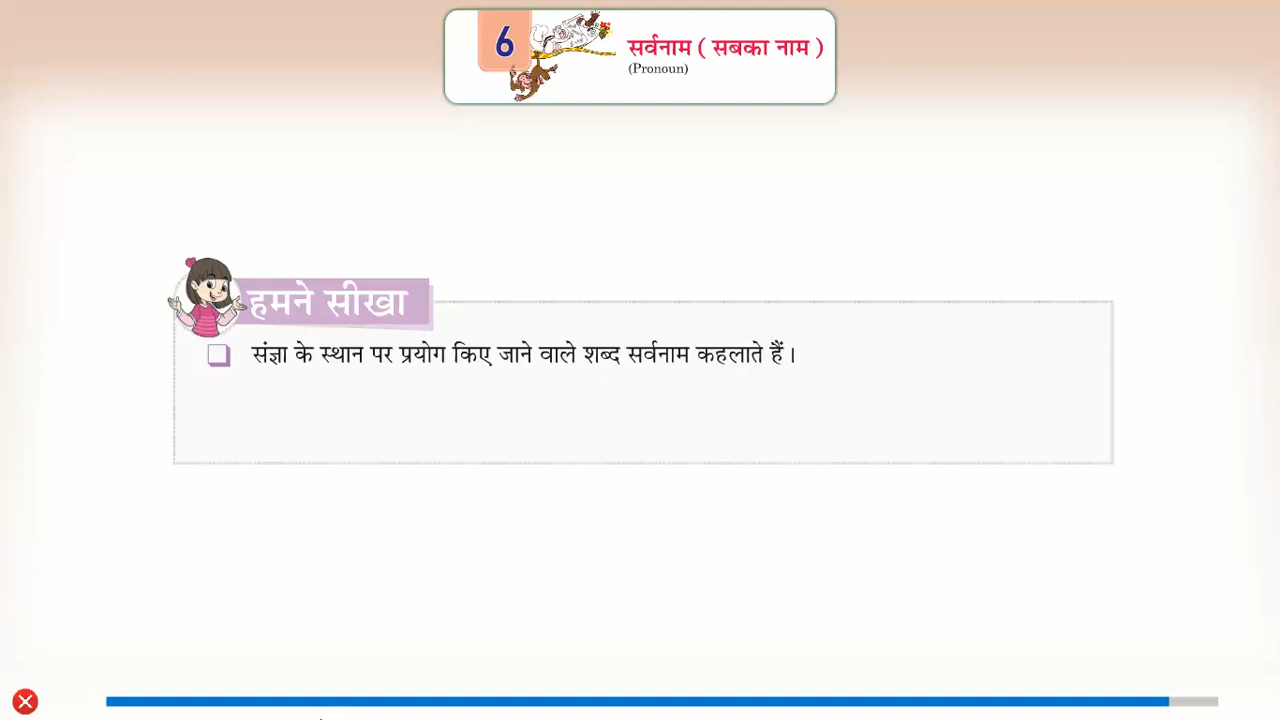 6
सर्वनाम ( सबका नाम )
(Pronoun)
हमने सीखा
संज्ञा के स्थान पर प्रयोग किए जाने वाले शब्द सर्वनाम कहलाते हैं।